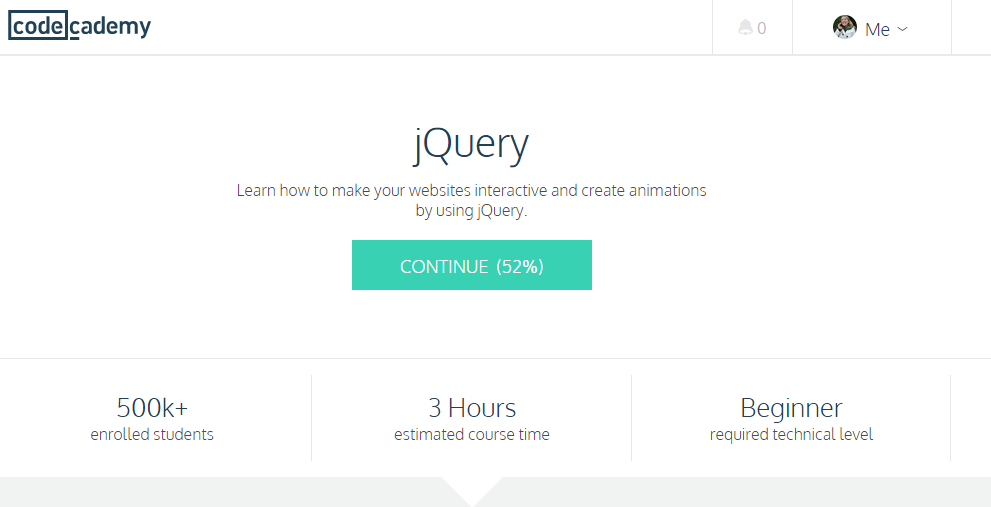 codecademy
0
Me
jQuery
Learn how to make your websites interactive and create animations
by using jQuery.
CONTINUE (52%)
500k+
enrolled students
3 Hours
estimated course time
Beginner
required technical level